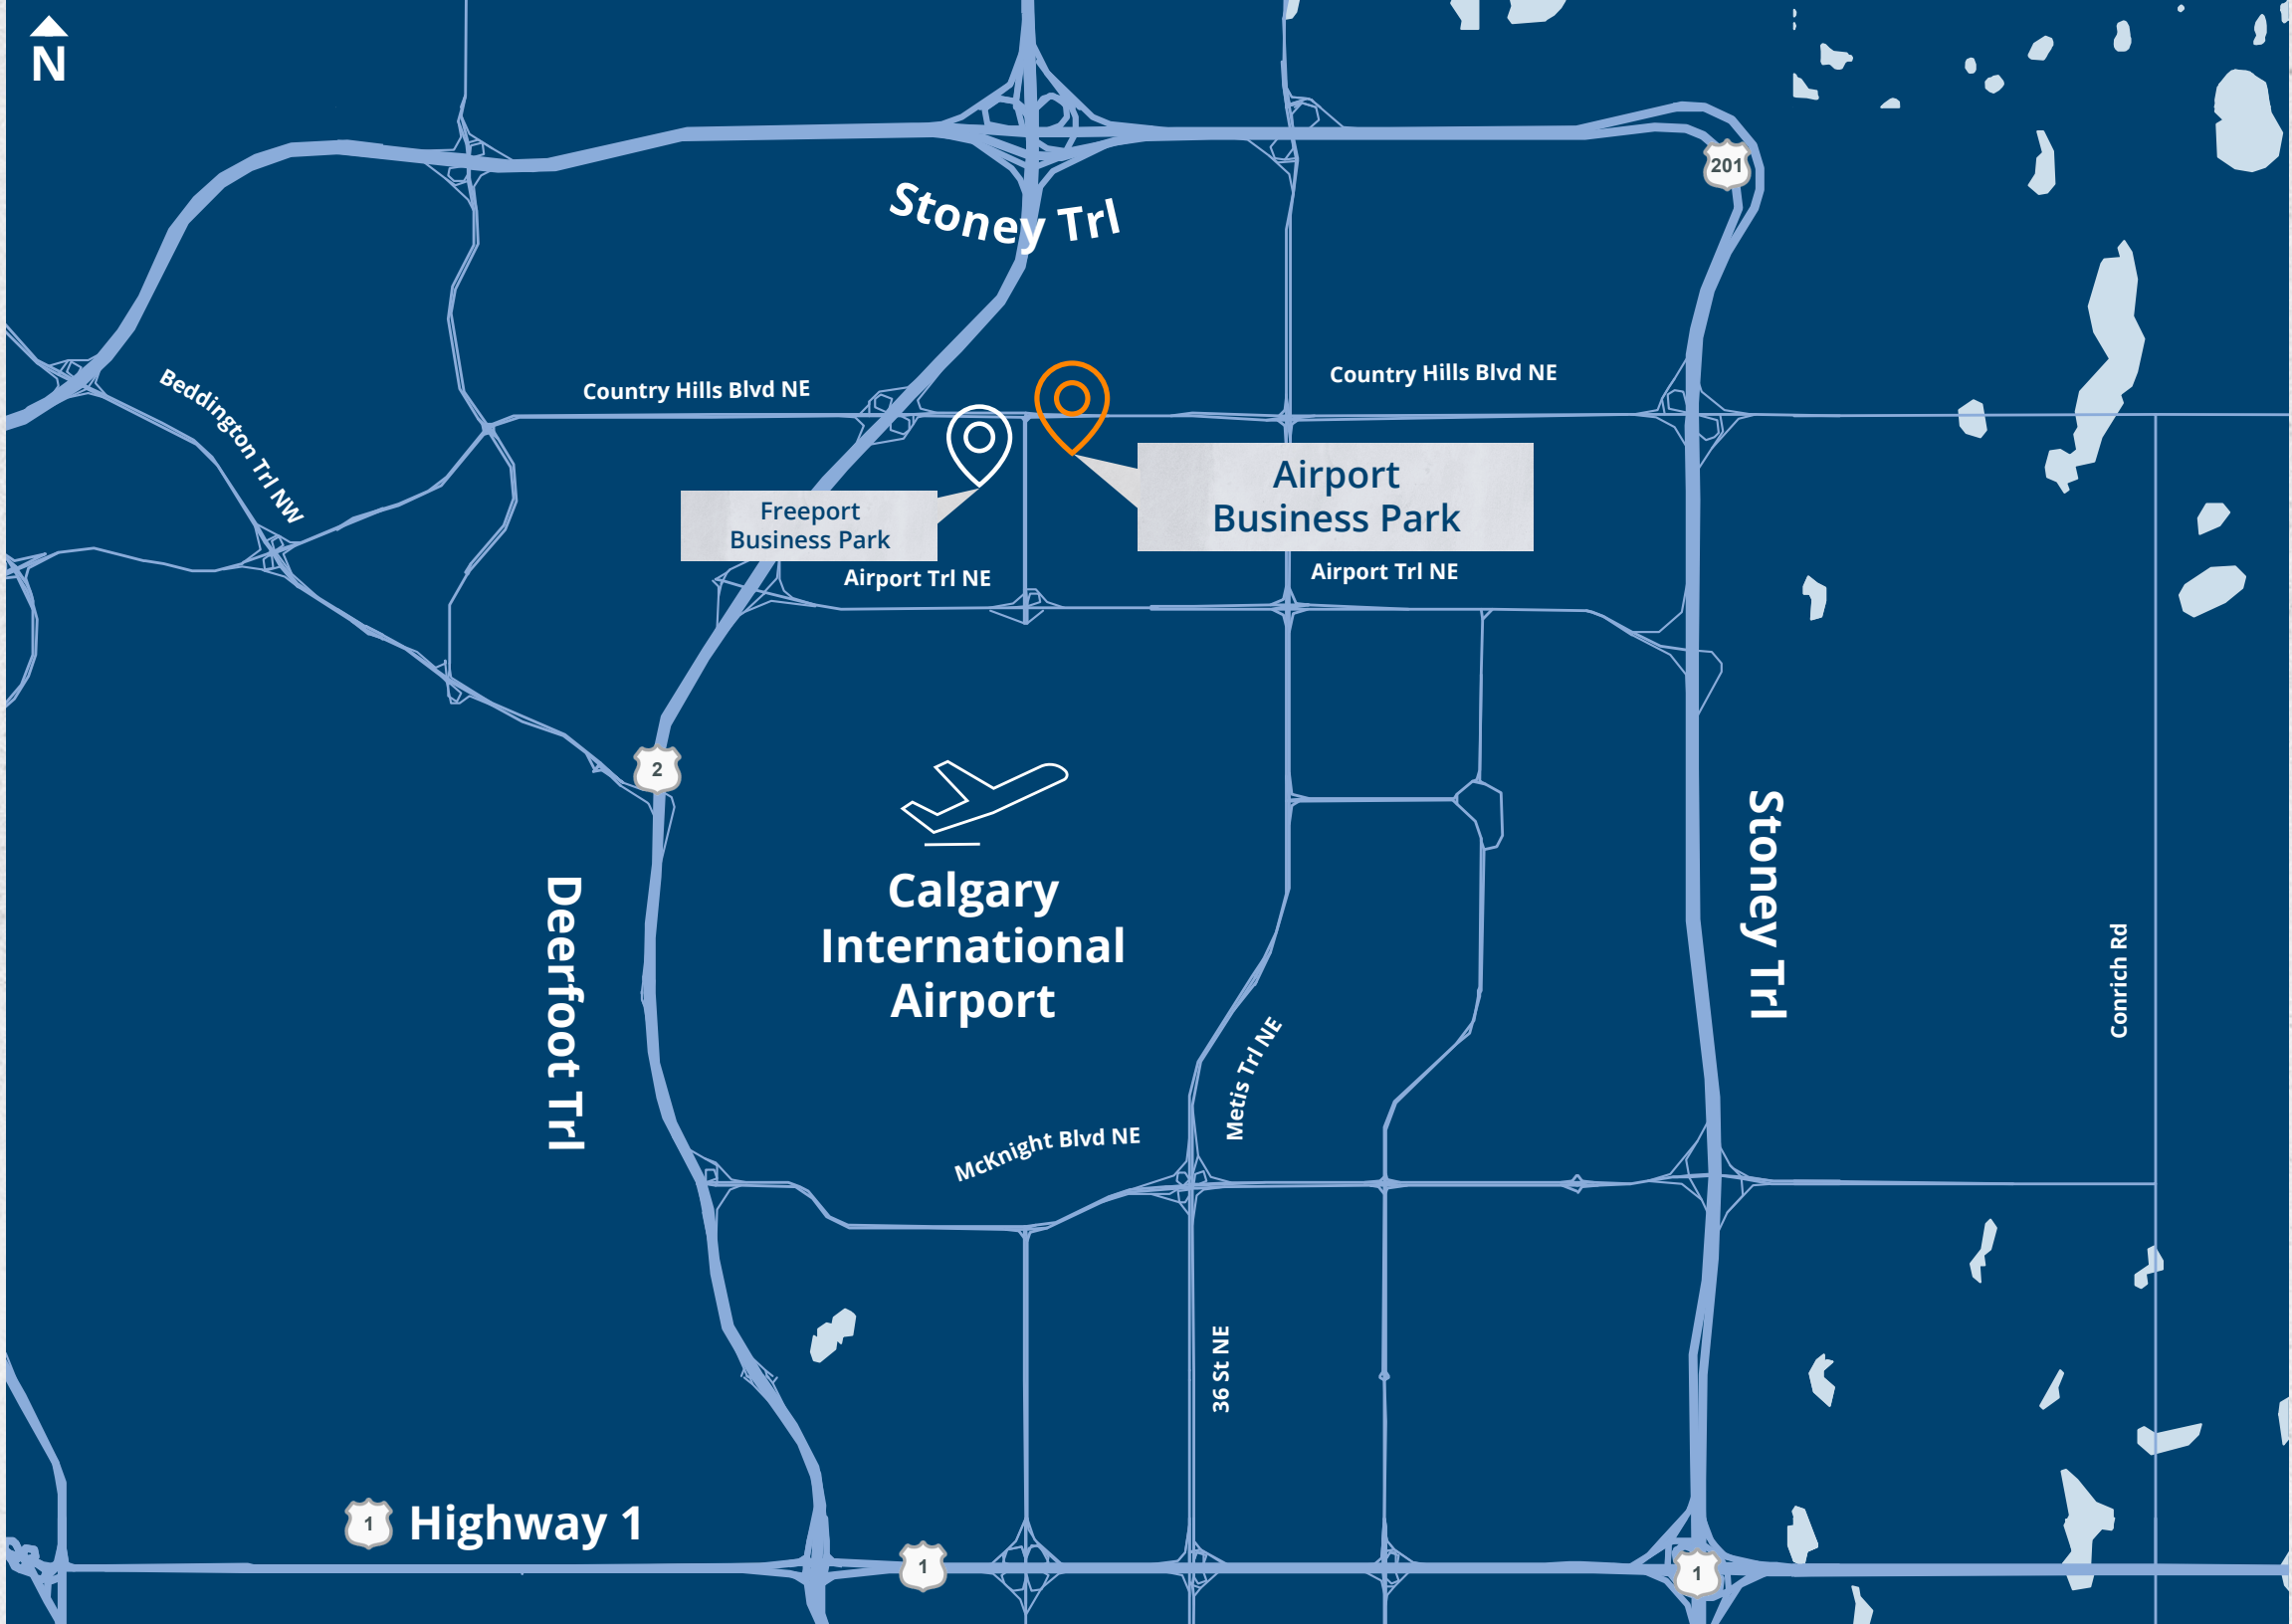 N
201
Stoney Trl
Country Hills Blvd NE
Country Hills Blvd NE
Beddington Trl NW
Airport
Business Park
Freeport
Business Park
Airport Trl NE
Airport Trl NE
2
Calgary
International
Airport
Deerfoot Trl
Stoney Trl
Conrich Rd
Metis Trl NE
McKnight Blvd NE
36 St NE
1
Highway 1
1
1